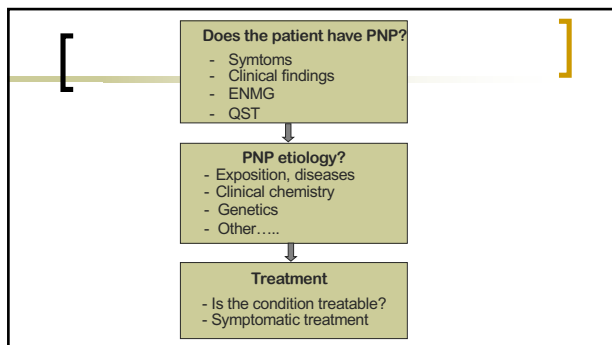 Does the patient have PNP?
- Symtoms
- Clinical findings
- ENMG
- QST
PNP etiology?
- Exposition, diseases
- Clinical chemistry
- Genetics
- Other…..
Treatment
- Is the condition treatable?
- Symptomatic treatment